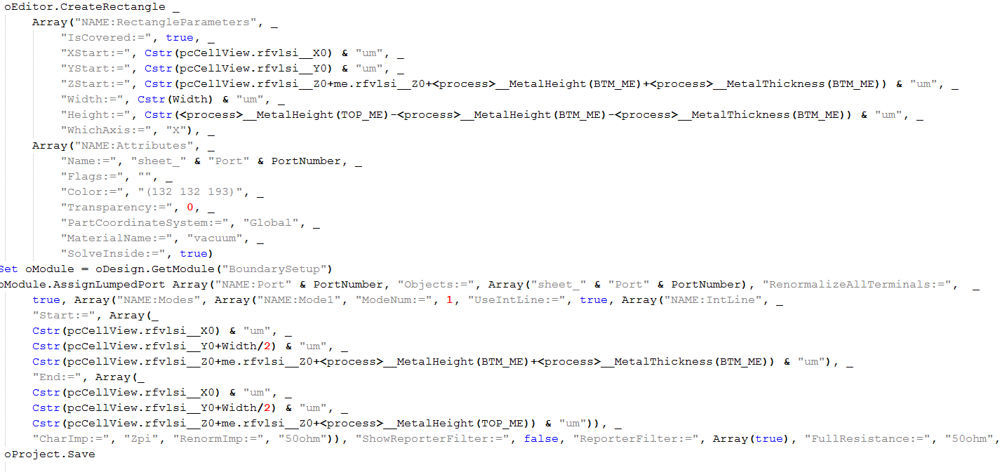 oEditor.CreateRectangle _
Array("NAME:RectangleParameters", _
"IsCovered:=", true, _
"XStart:=", Cstr(pcCellView.rfvlsi__X0) & "um", _
"YStart:=", Cstr(pcCellView.rfvlsi__Y0) & "um", _
"ZStart:=", Cstr(pcCellView.rfvlsi__Z0+me.rfvlsi__Z0+<process>__MetalHeight(BTM_ME)+<process>__MetalThickness(BTM_ME)) & "um", _
"Width:=", Cstr(Width) & "um", _
"Height:=", Cstr(<process>__MetalHeight(TOP_ME)-<process>__MetalHeight(BTM_ME)-<process>__MetalThickness(BTM_ME)) & "um", _
"WhichAxis:=", "X"), _
Array("NAME:Attributes", _
"Name:=", "sheet_" & "Port" & PortNumber, _
"Flags:=", "", _
"Color:=", "(132 132 193)", _
"Transparency:=", 0, _
"PartCoordinateSystem:=", "Global", _
"MaterialName:=", "vacuum", _
"SolveInside:=", true)
Set oModule = oDesign.GetModule("BoundarySetup")
oModule.AssignLumpedPort Array("NAME:Port" & PortNumber, "Objects:=", Array("sheet_" & "Port" & PortNumber), "RenormalizeAllTerminals:=", _
true, Array("NAME:Modes", Array("NAME:Mode1", "ModeNum:=", 1, "UseIntLine:=", true, Array("NAME:IntLine", _
"Start:=", Array(_
Cstr(pcCellView.rfvlsi__X0) & "um", _
Cstr(pcCellView.rfvlsi__Y0+Width/2) & "um", _
Cstr(pcCellView.rfvlsi__Z0+me.rfvlsi__Z0+<process>__MetalHeight(BTM_ME)+<process>__MetalThickness(BTM_ME)) & "um"), _
"End:=", Array(_
Cstr(pcCellView.rfvlsi__X0) & "um", _
Cstr(pcCellView.rfvlsi__Y0+Width/2) & "um", _
Cstr(pcCellView.rfvlsi__Z0+me.rfvlsi__Z0+<process>__MetalHeight(TOP_ME)) & "um")), _
"CharImp:=", "Zpi", "RenormImp:=", "50ohm")), "ShowReporterFilter:=", false, "ReporterFilter:=", Array(true), "FullResistance:=", "50ohm",
oProject.Save